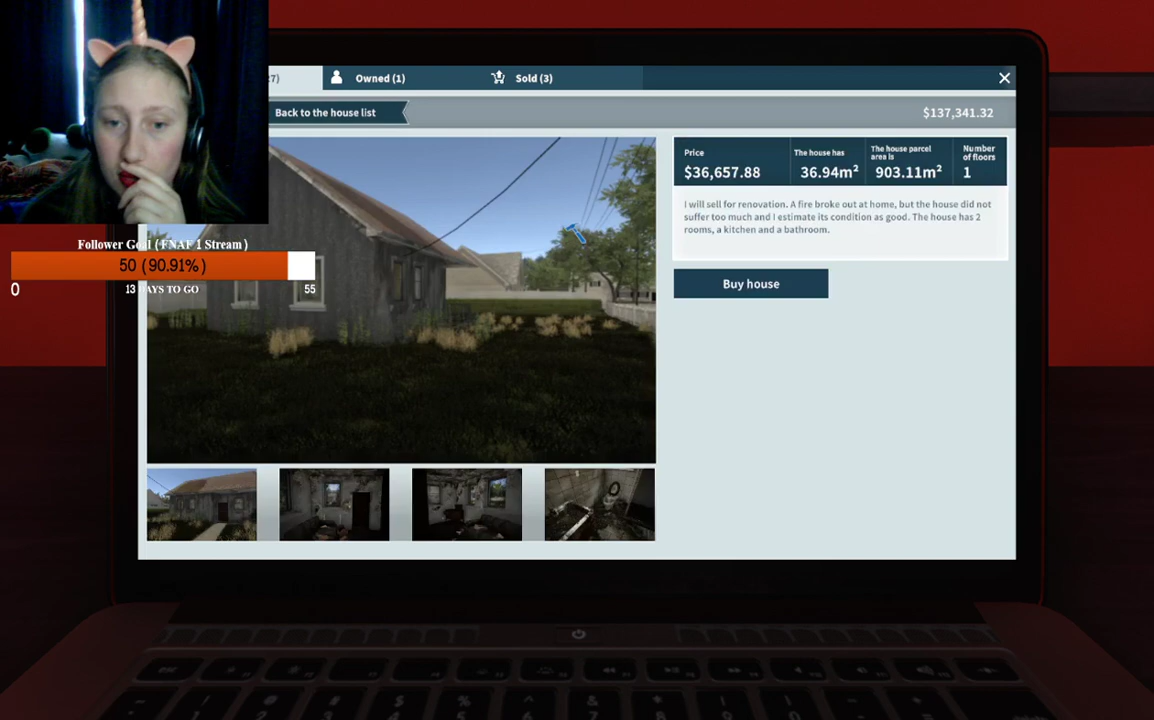 7)
Owned (1)
Sold (3)
Back to the house list
$137,341.32
Price
$36,657.88
The house has
36.94m²
The house parcel
area is
903.11m²
Number
of floors
1
I will sell for renovation. A fire broke out at home, but the house did not
suffer too much and I estimate its condition as good. The house has 2
rooms, a kitchen and a bathroom.
Buy house
Follower Goal (FNAF 1 Stream)
50 (90.91%)
0
13 DAYS TO GO
55